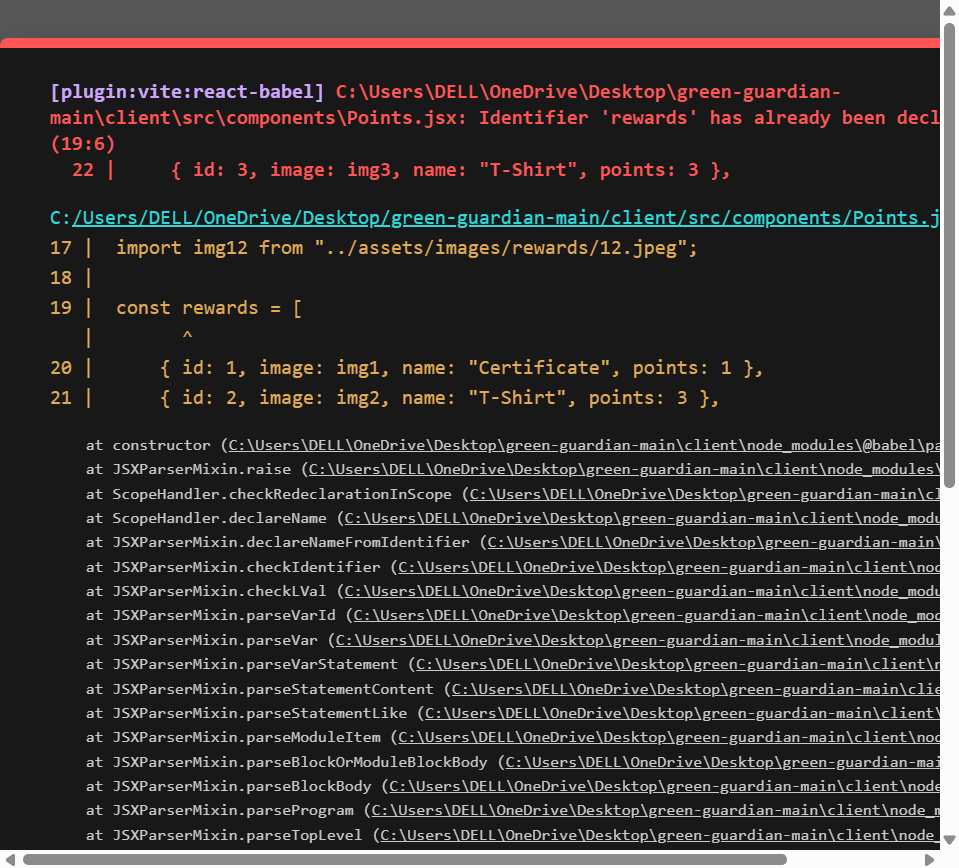 [plugin:vite:react-babel] C:\Users\DELL\OneDrive\Desktop\green-guardian-
main\client\src\components\Points.jsx: Identifier 'rewards' has already been decl
(19:6)
22 |     { id: 3, image: img3, name: "T-Shirt", points: 3 },
C:/Users/DELL/OneDrive/Desktop/green-guardian-main/client/src/components/Points.j
17 |  import img12 from "../assets/images/rewards/12.jpeg";
18 |
19 |  const rewards = [
   |        ^
20 |      { id: 1, image: img1, name: "Certificate", points: 1 },
21 |      { id: 2, image: img2, name: "T-Shirt", points: 3 },
at constructor (C:\Users\DELL\OneDrive\Desktop\green-guardian-main\client\node_modules\@babel\pa
at JSXParserMixin.raise (C:\Users\DELL\OneDrive\Desktop\green-guardian-main\client\node_modules\
at ScopeHandler.checkRedeclarationInScope (C:\Users\DELL\OneDrive\Desktop\green-guardian-main\cl
at ScopeHandler.declareName (C:\Users\DELL\OneDrive\Desktop\green-guardian-main\client\node_modu
at JSXParserMixin.declareNameFromIdentifier (C:\Users\DELL\OneDrive\Desktop\green-guardian-main\
at JSXParserMixin.checkIdentifier (C:\Users\DELL\OneDrive\Desktop\green-guardian-main\client\nod
at JSXParserMixin.checkLVal (C:\Users\DELL\OneDrive\Desktop\green-guardian-main\client\node_modu
at JSXParserMixin.parseVarId (C:\Users\DELL\OneDrive\Desktop\green-guardian-main\client\node_mod
at JSXParserMixin.parseVar (C:\Users\DELL\OneDrive\Desktop\green-guardian-main\client\node_modul
at JSXParserMixin.parseVarStatement (C:\Users\DELL\OneDrive\Desktop\green-guardian-main\client\n
at JSXParserMixin.parseStatementContent (C:\Users\DELL\OneDrive\Desktop\green-guardian-main\clie
at JSXParserMixin.parseStatementLike (C:\Users\DELL\OneDrive\Desktop\green-guardian-main\client\
at JSXParserMixin.parseModuleItem (C:\Users\DELL\OneDrive\Desktop\green-guardian-main\client\nod
at JSXParserMixin.parseBlockOrModuleBlockBody (C:\Users\DELL\OneDrive\Desktop\green-guardian-mai
at JSXParserMixin.parseBlockBody (C:\Users\DELL\OneDrive\Desktop\green-guardian-main\client\node
at JSXParserMixin.parseProgram (C:\Users\DELL\OneDrive\Desktop\green-guardian-main\client\node_m
at JSXParserMixin.parseTopLevel (C:\Users\DELL\OneDrive\Desktop\green-guardian-main\client\node_